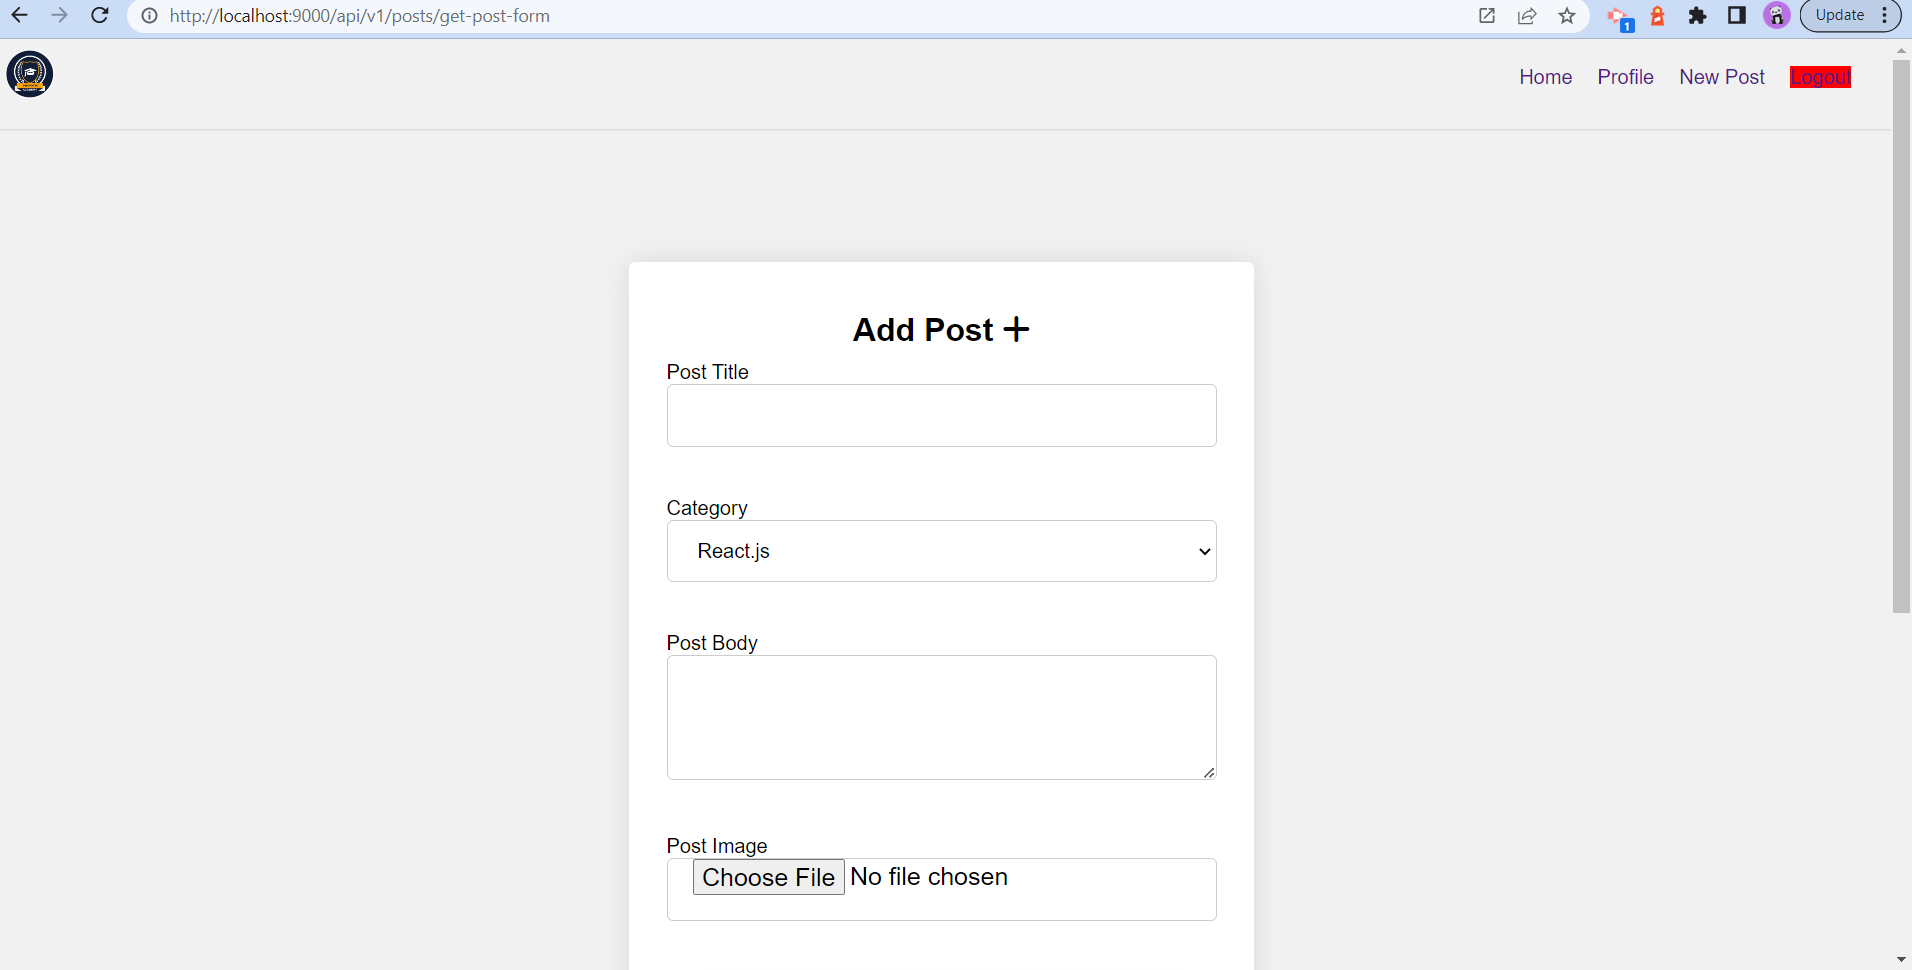 http://localhost:9000/api/v1/posts/get-post-form
1
Update
Home Profile New Post Logout
Add Post
Post Title
Category
React.js
Post Body
Post Image
Choose File No file chosen